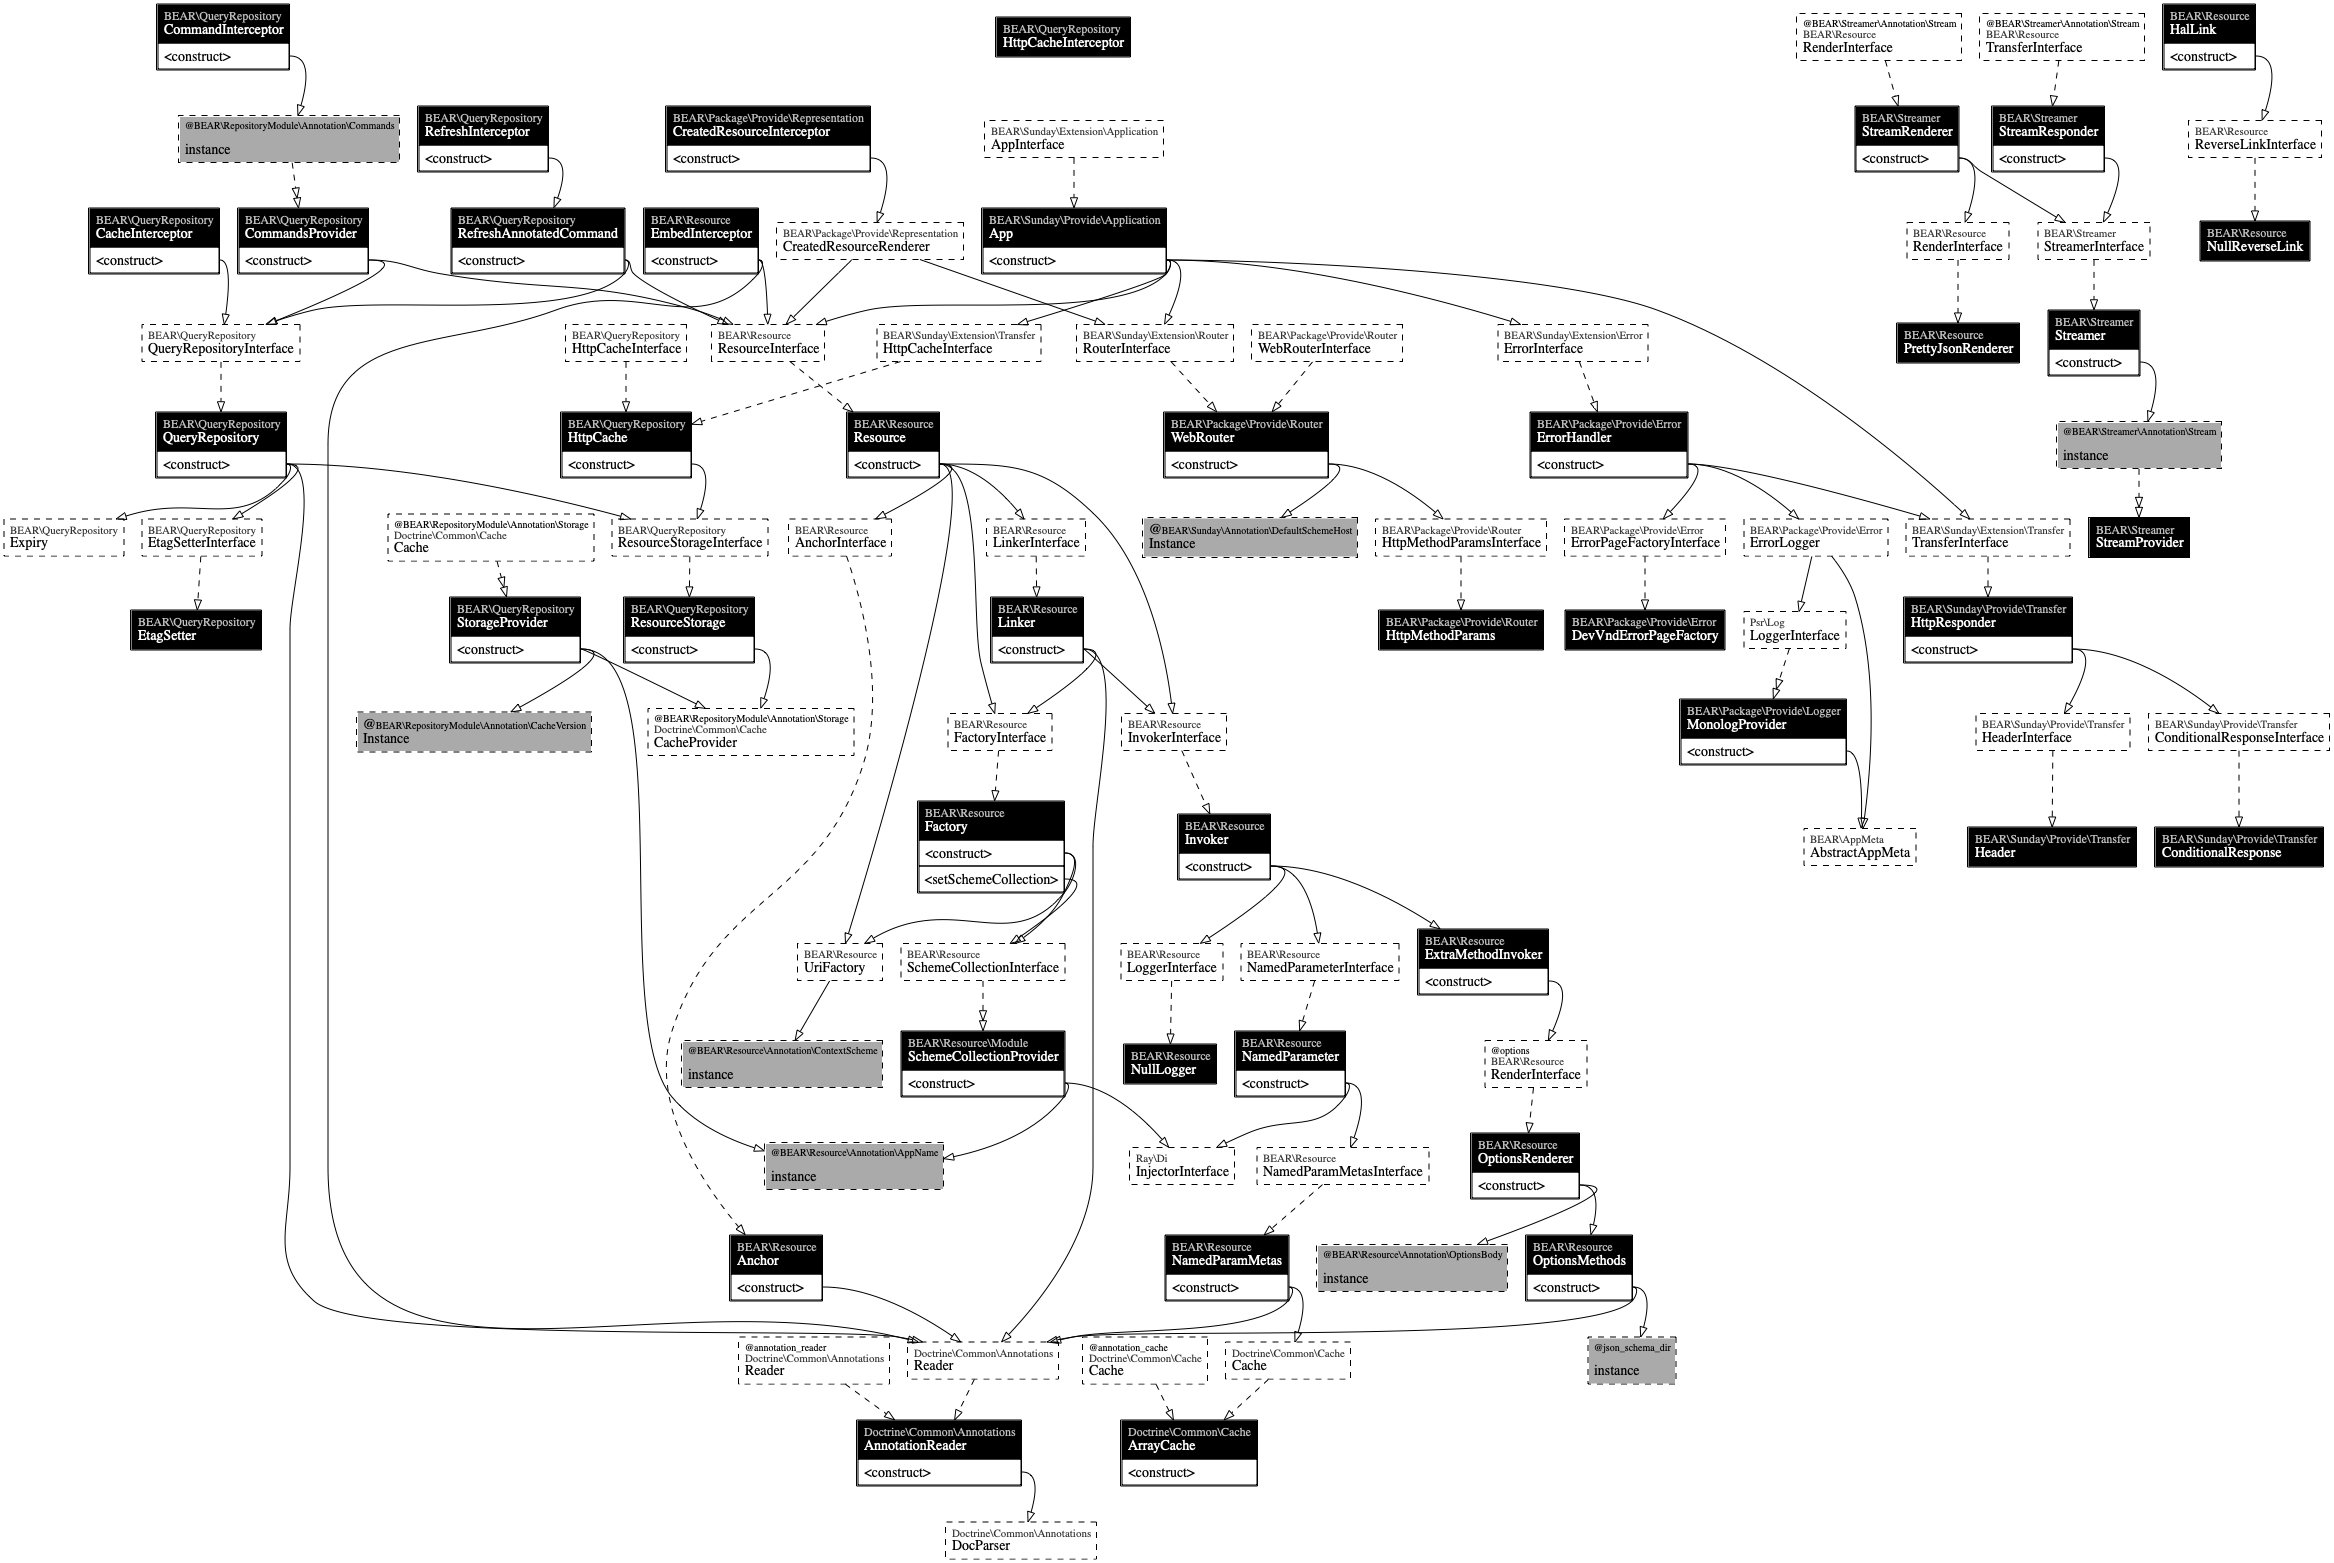 BEAR\QueryRepository
CommandInterceptor
<construct>
BEAR\QueryRepository
HttpCacheInterceptor
@BEAR\Streamer\Annotation\Stream
BEAR\Resource
RenderInterface
@BEAR\Streamer\Annotation\Stream
BEAR\Resource
TransferInterface
BEAR\Resource
HalLink
<construct>
@BEAR\RepositoryModule\Annotation\Commands
instance
BEAR\QueryRepository
RefreshInterceptor
<construct>
BEAR\Package\Provide\Representation
CreatedResourceInterceptor
<construct>
BEAR\Sunday\Extension\Application
AppInterface
BEAR\Streamer
StreamRenderer
<construct>
BEAR\Streamer
StreamResponder
<construct>
BEAR\Resource
ReverseLinkInterface
BEAR\QueryRepository
CacheInterceptor
<construct>
BEAR\QueryRepository
CommandsProvider
<construct>
BEAR\QueryRepository
RefreshAnnotatedCommand
<construct>
BEAR\Resource
EmbedInterceptor
<construct>
BEAR\Package\Provide\Representation
CreatedResourceRenderer
BEAR\Sunday\Provide\Application
App
<construct>
BEAR\Resource
RenderInterface
BEAR\Streamer
StreamerInterface
BEAR\Resource
NullReverseLink
BEAR\QueryRepository
QueryRepositoryInterface
BEAR\QueryRepository
HttpCacheInterface
BEAR\Resource
ResourceInterface
BEAR\Sunday\Extension\Transfer
HttpCacheInterface
BEAR\Sunday\Extension\Router
RouterInterface
BEAR\Package\Provide\Router
WebRouterInterface
BEAR\Sunday\Extension\Error
ErrorInterface
BEAR\Resource
PrettyJsonRenderer
BEAR\Streamer
Streamer
<construct>
BEAR\QueryRepository
QueryRepository
<construct>
BEAR\QueryRepository
HttpCache
<construct>
BEAR\Resource
Resource
<construct>
BEAR\Package\Provide\Router
WebRouter
<construct>
BEAR\Package\Provide\Error
ErrorHandler
<construct>
@BEAR\Streamer\Annotation\Stream
instance
BEAR\QueryRepository
Expiry
BEAR\QueryRepository
EtagSetterInterface
@BEAR\RepositoryModule\Annotation\Storage
Doctrine\Common\Cache
Cache
BEAR\QueryRepository
ResourceStorageInterface
BEAR\Resource
AnchorInterface
BEAR\Resource
LinkerInterface
@BEAR\Sunday\Annotation\DefaultSchemeHost
Instance
BEAR\Package\Provide\Router
HttpMethodParamsInterface
BEAR\Package\Provide\Error
ErrorPageFactoryInterface
BEAR\Package\Provide\Error
ErrorLogger
BEAR\Sunday\Extension\Transfer
TransferInterface
BEAR\Streamer
StreamProvider
BEAR\QueryRepository
EtagSetter
BEAR\QueryRepository
StorageProvider
<construct>
BEAR\QueryRepository
ResourceStorage
<construct>
BEAR\Resource
Linker
<construct>
BEAR\Package\Provide\Router
HttpMethodParams
BEAR\Package\Provide\Error
DevVndErrorPageFactory
Psr\Log
LoggerInterface
BEAR\Sunday\Provide\Transfer
HttpResponder
<construct>
@BEAR\RepositoryModule\Annotation\CacheVersion
Instance
@BEAR\RepositoryModule\Annotation\Storage
Doctrine\Common\Cache
CacheProvider
BEAR\Resource
FactoryInterface
BEAR\Resource
InvokerInterface
BEAR\Package\Provide\Logger
MonologProvider
<construct>
BEAR\Sunday\Provide\Transfer
HeaderInterface
BEAR\Sunday\Provide\Transfer
ConditionalResponseInterface
BEAR\Resource
Factory
<construct>
<setSchemeCollection>
BEAR\Resource
Invoker
<construct>
BEAR\AppMeta
AbstractAppMeta
BEAR\Sunday\Provide\Transfer
Header
BEAR\Sunday\Provide\Transfer
ConditionalResponse
BEAR\Resource
UriFactory
BEAR\Resource
SchemeCollectionInterface
BEAR\Resource
LoggerInterface
BEAR\Resource
NamedParameterInterface
BEAR\Resource
ExtraMethodInvoker
<construct>
@BEAR\Resource\Annotation\ContextScheme
instance
BEAR\Resource\Module
SchemeCollectionProvider
<construct>
BEAR\Resource
NullLogger
BEAR\Resource
NamedParameter
<construct>
@options
BEAR\Resource
RenderInterface
@BEAR\Resource\Annotation\AppName
instance
Ray\Di
InjectorInterface
BEAR\Resource
NamedParamMetasInterface
BEAR\Resource
OptionsRenderer
<construct>
BEAR\Resource
Anchor
<construct>
BEAR\Resource
NamedParamMetas
<construct>
@BEAR\Resource\Annotation\OptionsBody
instance
BEAR\Resource
OptionsMethods
<construct>
@annotation_reader
Doctrine\Common\Annotations
Reader
Doctrine\Common\Annotations
Reader
@annotation_cache
Doctrine\Common\Cache
Cache
Doctrine\Common\Cache
Cache
@json_schema_dir
instance
Doctrine\Common\Annotations
AnnotationReader
<construct>
Doctrine\Common\Cache
ArrayCache
<construct>
Doctrine\Common\Annotations
DocParser